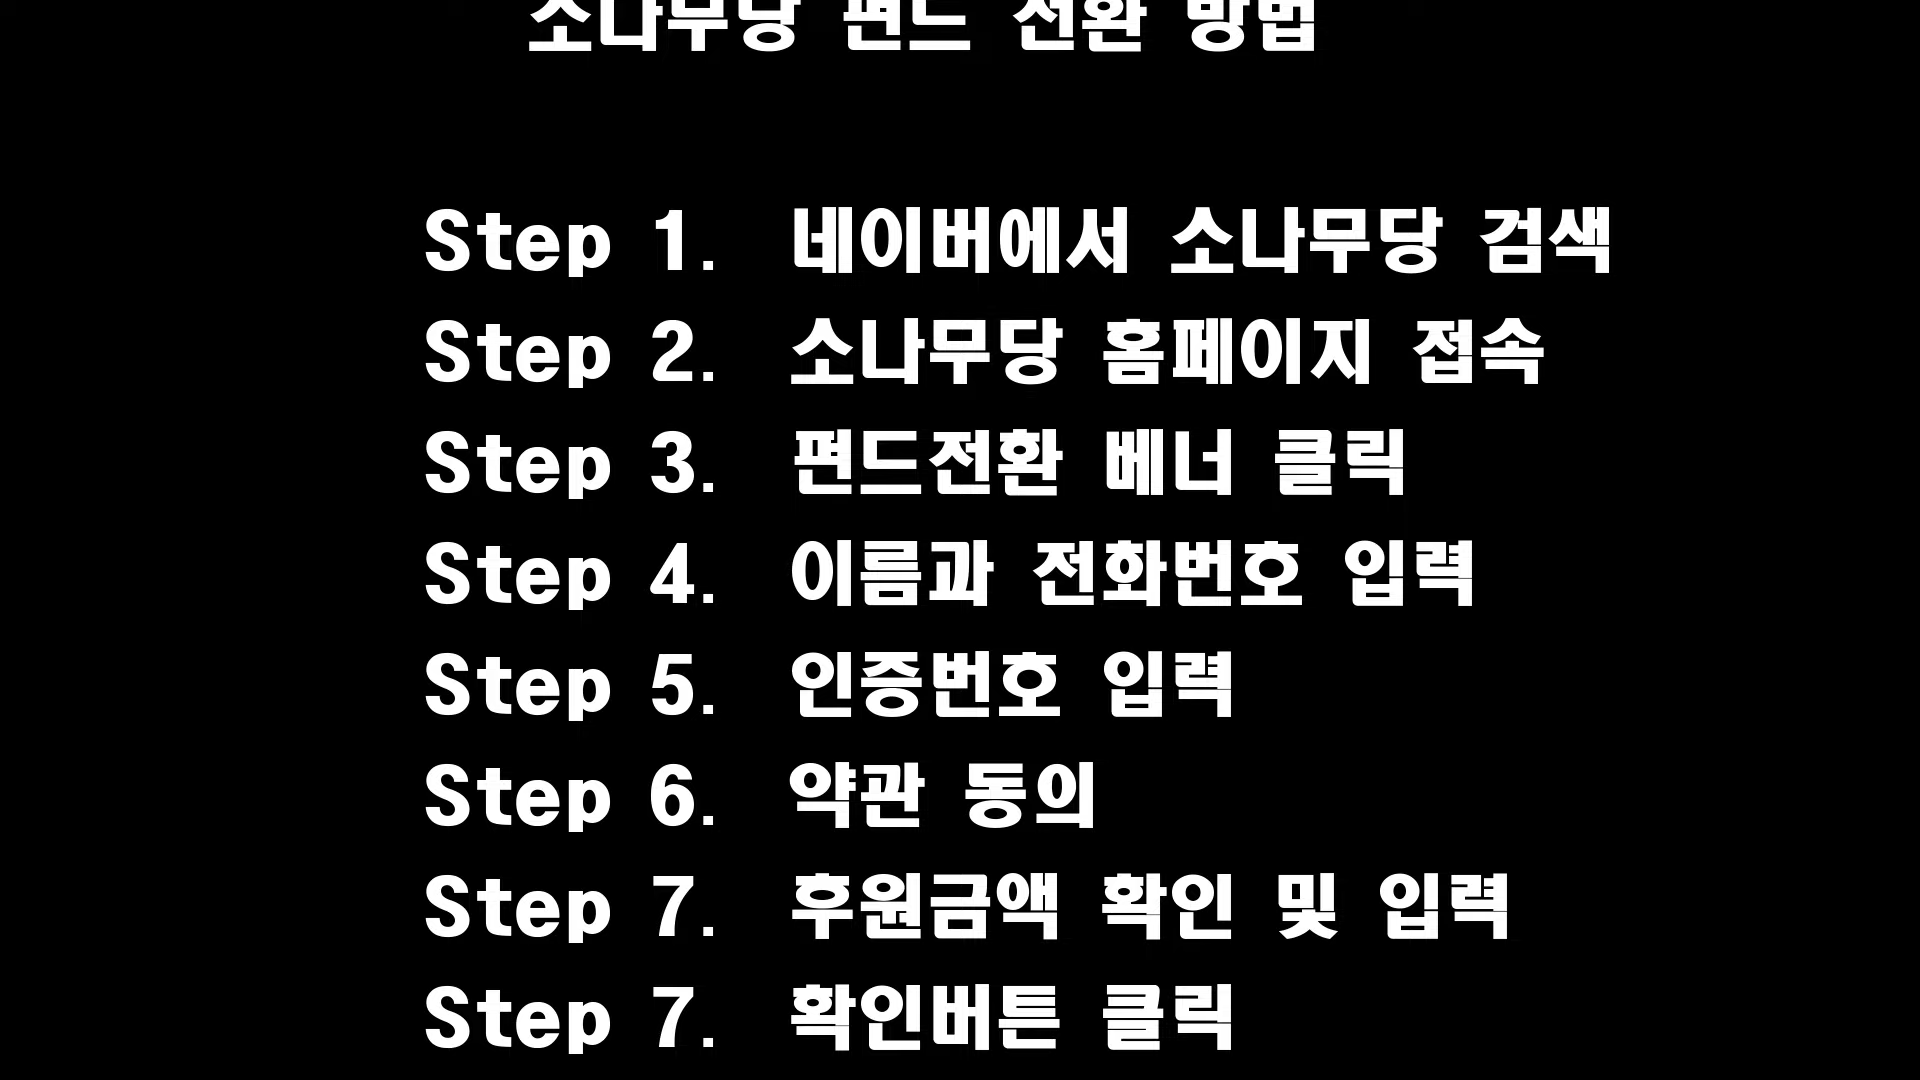 소나무당 펀드 전환 방법
Step 1. 네이버에서 소나무당 검색
Step 2. 소나무당 홈페이지 접속
Step 3. 펀드전환 베너 클릭
Step 4. 이름과 전화번호 입력
Step 5. 인증번호 입력
Step 6. 약관 동의
Step 7. 후원금액 확인 및 입력
Step 7. 확인버튼 클릭